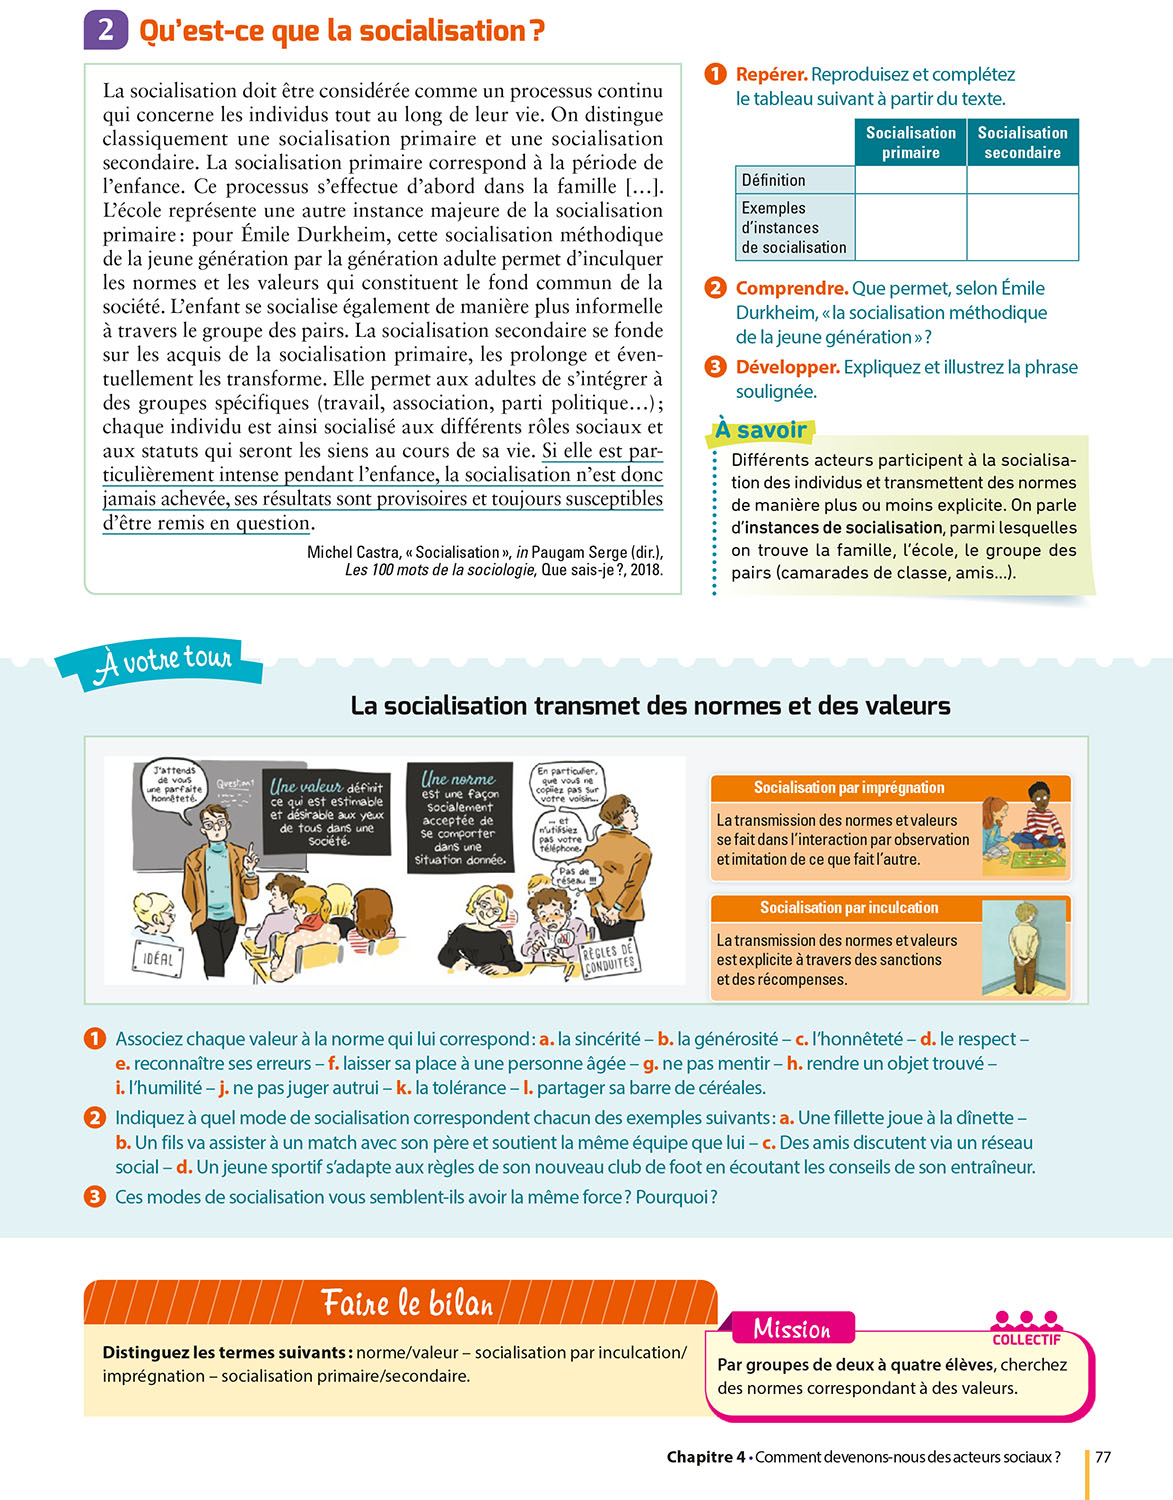 2 Qu’est-ce que la socialisation ?
La socialisation doit être considérée comme un processus continu
qui concerne les individus tout au long de leur vie. On distingue
classiquement une socialisation primaire et une socialisation
secondaire. La socialisation primaire correspond à la période de
l’enfance. Ce processus s’effectue d’abord dans la famille [...].
L’école représente une autre instance majeure de la socialisation
primaire : pour Émile Durkheim, cette socialisation méthodique
de la jeune génération par la génération adulte permet d’inculquer
les normes et les valeurs qui constituent le fond commun de la
société. L’enfant se socialise également de manière plus informelle
à travers le groupe des pairs. La socialisation secondaire se fonde
sur les acquis de la socialisation primaire, les prolonge et éven-
tuellement les transforme. Elle permet aux adultes de s’intégrer à
des groupes spécifiques (travail, association, parti politique...) ;
chaque individu est ainsi socialisé aux différents rôles sociaux et
aux statuts qui seront les siens au cours de sa vie. Si elle est par-
ticulièrement intense pendant l’enfance, la socialisation n’est donc
jamais achevée, ses résultats sont provisoires et toujours susceptibles
d’être remis en question.
Michel Castra, « Socialisation », in Paugam Serge (dir.),
Les 100 mots de la sociologie, Que sais-je ?, 2018.
1 Repérer. Reproduisez et complétez
le tableau suivant à partir du texte.
Socialisation
primaire
Socialisation
secondaire
Définition
Exemples
d’instances
de socialisation
2 Comprendre. Que permet, selon Émile
Durkheim, « la socialisation méthodique
de la jeune génération » ?
3 Développer. Expliquez et illustrez la phrase
soulignée.
À savoir
Différents acteurs participent à la socialisa-
tion des individus et transmettent des normes
de manière plus ou moins explicite. On parle
d’instances de socialisation, parmi lesquelles
on trouve la famille, l’école, le groupe des
pairs (camarades de classe, amis...).
À votre tour
La socialisation transmet des normes et des valeurs
J’attends
de vous
une parfaite
honnêteté.
Question1
Une valeur définit
ce qui est estimable
et désirable aux yeux
de tous dans une
société.
IDÉAL
Une norme
est une façon
socialement
acceptée de
se comporter
dans une
situation donnée.
En particulier,
que vous ne
copiiez pas sur
votre voisin...
... et
n’utilisiez
pas votre
téléphone.
Pas de
réseau !!!
RÈGLES DE
CONDUITES
Socialisation par imprégnation
La transmission des normes et valeurs
se fait dans l’interaction par observation
et imitation de ce que fait l’autre.
Socialisation par inculcation
La transmission des normes et valeurs
est explicite à travers des sanctions
et des récompenses.
1 Associez chaque valeur à la norme qui lui correspond : a. la sincérité – b. la générosité – c. l’honnêteté – d. le respect –
e. reconnaître ses erreurs – f. laisser sa place à une personne âgée – g. ne pas mentir – h. rendre un objet trouvé –
i. l’humilité – j. ne pas juger autrui – k. la tolérance – l. partager sa barre de céréales.
2 Indiquez à quel mode de socialisation correspondent chacun des exemples suivants : a. Une fillette joue à la dînette –
b. Un fils va assister à un match avec son père et soutient la même équipe que lui – c. Des amis discutent via un réseau
social – d. Un jeune sportif s’adapte aux règles de son nouveau club de foot en écoutant les conseils de son entraîneur.
3 Ces modes de socialisation vous semblent-ils avoir la même force ? Pourquoi ?
Faire le bilan
Distinguez les termes suivants : norme/valeur – socialisation par inculcation/
imprégnation – socialisation primaire/secondaire.
Mission
COLLECTIF
Par groupes de deux à quatre élèves, cherchez
des normes correspondant à des valeurs.
Chapitre 4 • Comment devenons-nous des acteurs sociaux ? 77